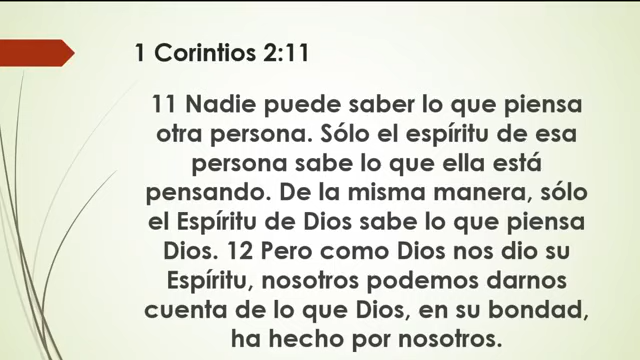 1 Corintios 2:11
11 Nadie puede saber lo que piensa
otra persona. Sólo el espíritu de esa
persona sabe lo que ella está
pensando. De la misma manera, sólo
el Espíritu de Dios sabe lo que piensa
Dios. 12 Pero como Dios nos dio su
Espíritu, nosotros podemos darnos
cuenta de lo que Dios, en su bondad,
ha hecho por nosotros.